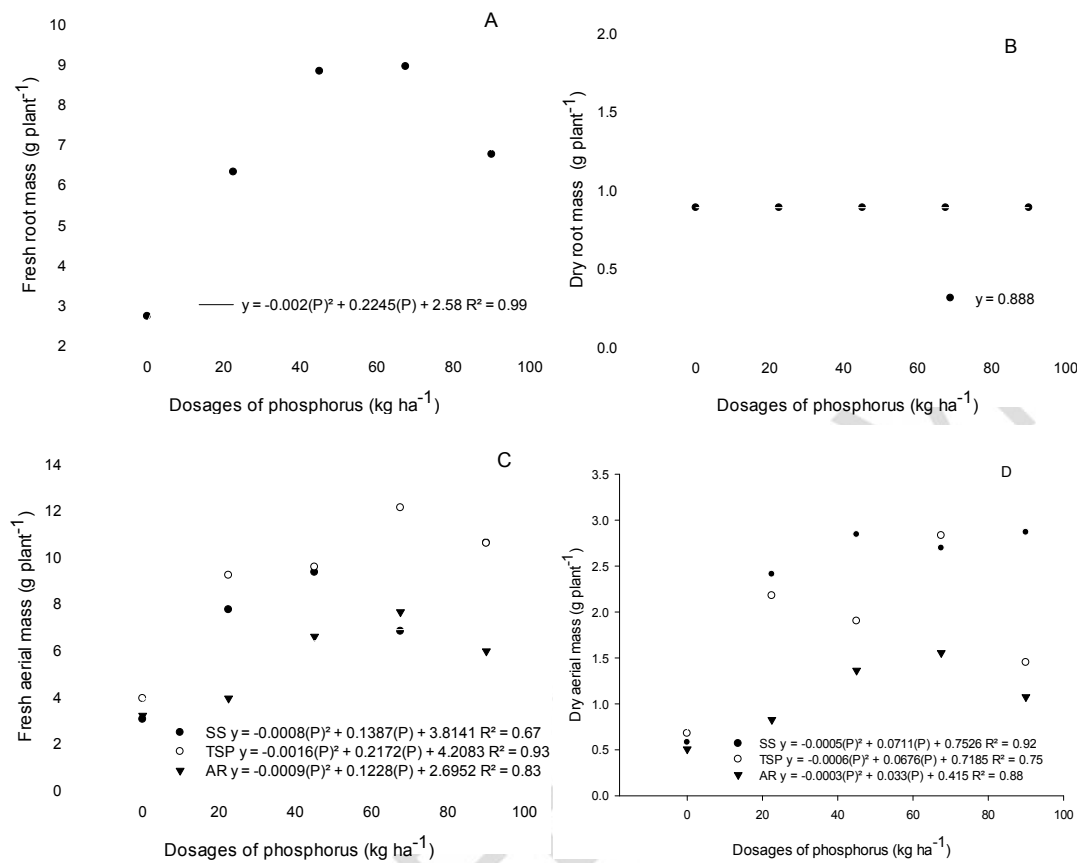 A
Fresh root mass (g plant⁻¹)
10
9
8
7
6
5
4
3
2
y = -0.002(P)² + 0.2245(P) + 2.58 R² = 0.99
0 20 40 60 80 100
Dosages of phosphorus (kg ha⁻¹)
B
Dry root mass (g plant⁻¹)
2.0
1.5
1.0
0.5
0.0
y = 0.888
0 20 40 60 80 100
Dosages of phosphorus (kg ha⁻¹)
C
Fresh aerial mass (g plant⁻¹)
14
12
10
8
6
4
2
0
SS y = -0.0008(P)² + 0.1387(P) + 3.8141 R² = 0.67
TSP y = -0.0016(P)² + 0.2172(P) + 4.2083 R² = 0.93
AR y = -0.0009(P)² + 0.1228(P) + 2.6952 R² = 0.83
0 20 40 60 80 100
Dosages of phosphorus (kg ha⁻¹)
D
Dry aerial mass (g plant⁻¹)
3.5
3.0
2.5
2.0
1.5
1.0
0.5
0.0
SS y = -0.0005(P)² + 0.0711(P) + 0.7526 R² = 0.92
TSP y = -0.0006(P)² + 0.0676(P) + 0.7185 R² = 0.75
AR y = -0.0003(P)² + 0.033(P) + 0.415 R² = 0.88
0 20 40 60 80 100
Dosages of phosphorus (kg ha⁻¹)